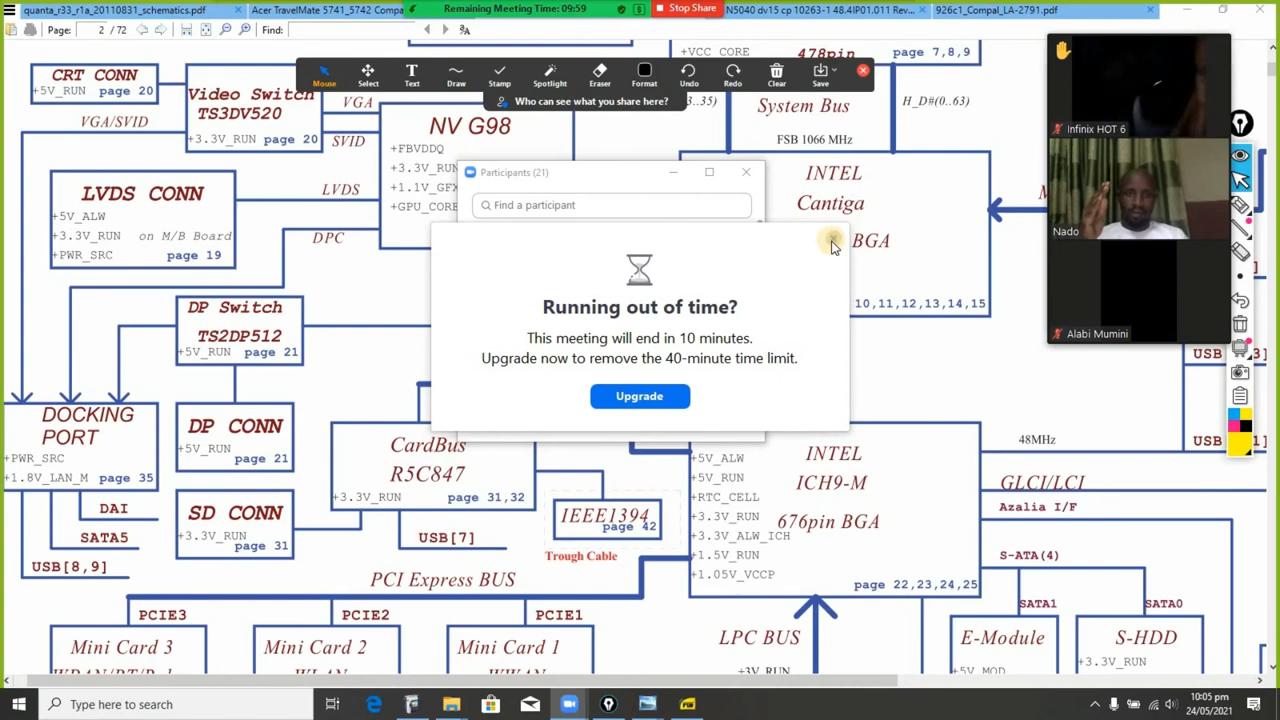 quanta_r33_r1a_20110831_schematics.pdf
Acer TravelMate 5741_5742 Compa
Remaining Meeting Time: 09:59
Stop Share
N5040 dv15 cp 10263-1 48.4IP01.011 Rev...
926c1_Compal_LA-2791.pdf
Page:
2 / 72
Find:
Mouse
Select
Text
Draw
Stamp
Spotlight
Eraser
Format
Undo
Redo
Clear
Save
Who can see what you share here?
CRT CONN
+5V_RUN page 20
Video Switch
TS3DV520
+3.3V_RUN page 20
VGA
SVID
VGA/SVID
NV G98
+FBVDDQ
+3.3V_RUN
+1.1V_GFX
+GPU_CORE
+VCC_CORE
478pin
page 7,8,9
3..35)
System Bus
H_D#(0..63)
FSB 1066 MHz
INTEL
Cantiga
BGA
10,11,12,13,14,15
LVDS CONN
+5V_ALW
+3.3V_RUN on M/B Board
+PWR_SRC page 19
LVDS
DPC
DP Switch
TS2DP512
+5V_RUN page 21
Participants (21)
Find a participant
Running out of time?
This meeting will end in 10 minutes.
Upgrade now to remove the 40-minute time limit.
Upgrade
Infinix HOT 6
Nado
Alabi Mumini
DOCKING
PORT
+PWR_SRC
+1.8V_LAN_M page 35
DP CONN
+5V_RUN
page 21
CardBus
R5C847
+3.3V_RUN page 31,32
INTEL
ICH9-M
676pin BGA
+5V_ALW
+5V_RUN
+RTC_CELL
+3.3V_RUN
+3.3V_ALW_ICH
+1.5V_RUN
+1.05V_VCCP
page 22,23,24,25
48MHz
USB
3]
USB
1]
GLCI/LCI
Azalia I/F
S-ATA(4)
DAI
SATA5
USB[8,9]
SD CONN
+3.3V_RUN
page 31
USB[7]
IEEE1394
page 42
Trough Cable
PCI Express BUS
PCIE3
PCIE2
PCIE1
Mini Card 3
Mini Card 2
WLAN
Mini Card 1
WWAN
LPC BUS
+3V_RUN
SATA1
SATA0
E-Module
+5V_MOD
S-HDD
+3.3V_RUN
Type here to search
10:05 pm
24/05/2021